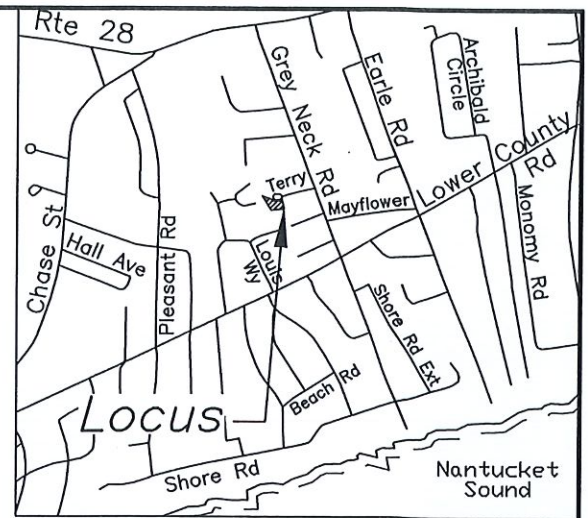 Rte 28
Grey Neck Rd
Earle Rd
Archibald
Circle
Lower County
Rd
Terry
Mayflower
Chase St
Hall Ave
Pleasant Rd
Louis
Wy
Monomy Rd
Shore Rd Ext
Beach Rd
Locus
Shore Rd
Nantucket
Sound